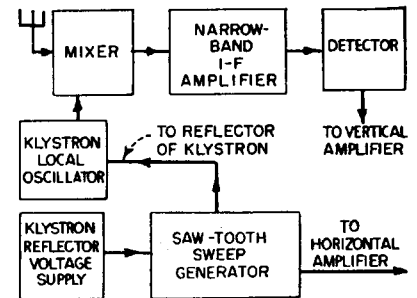 MIXER
NARROW-
BAND
I-F
AMPLIFIER
DETECTOR
TO VERTICAL
AMPLIFIER
KLYSTRON
LOCAL
OSCILLATOR
TO REFLECTOR
OF KLYSTRON
KLYSTRON
REFLECTOR
VOLTAGE
SUPPLY
SAW-TOOTH
SWEEP
GENERATOR
TO
HORIZONTAL
AMPLIFIER